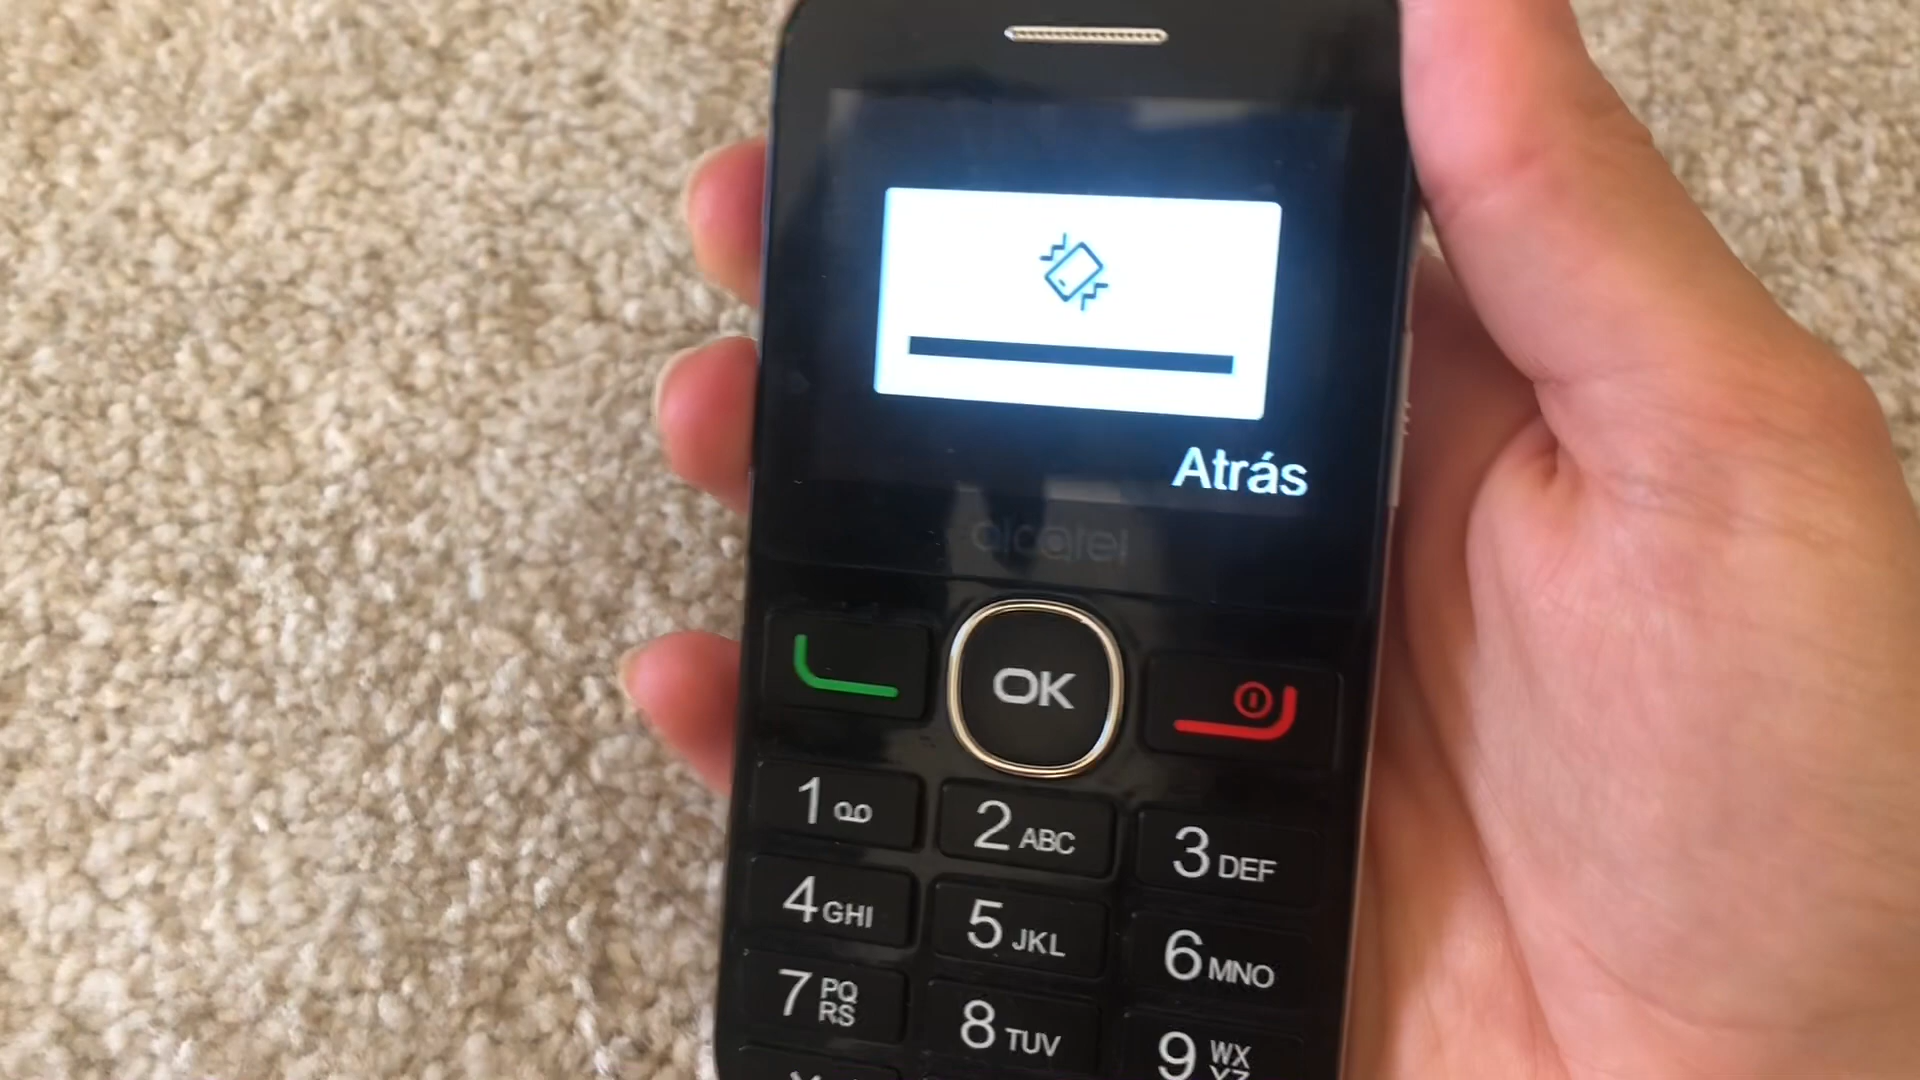 Atrás
alcatel
OK
1
2 ABC
3 DEF
4 GHI
5 JKL
6 MNO
7 PQ
RS
8 TUV
9 WX
YZ